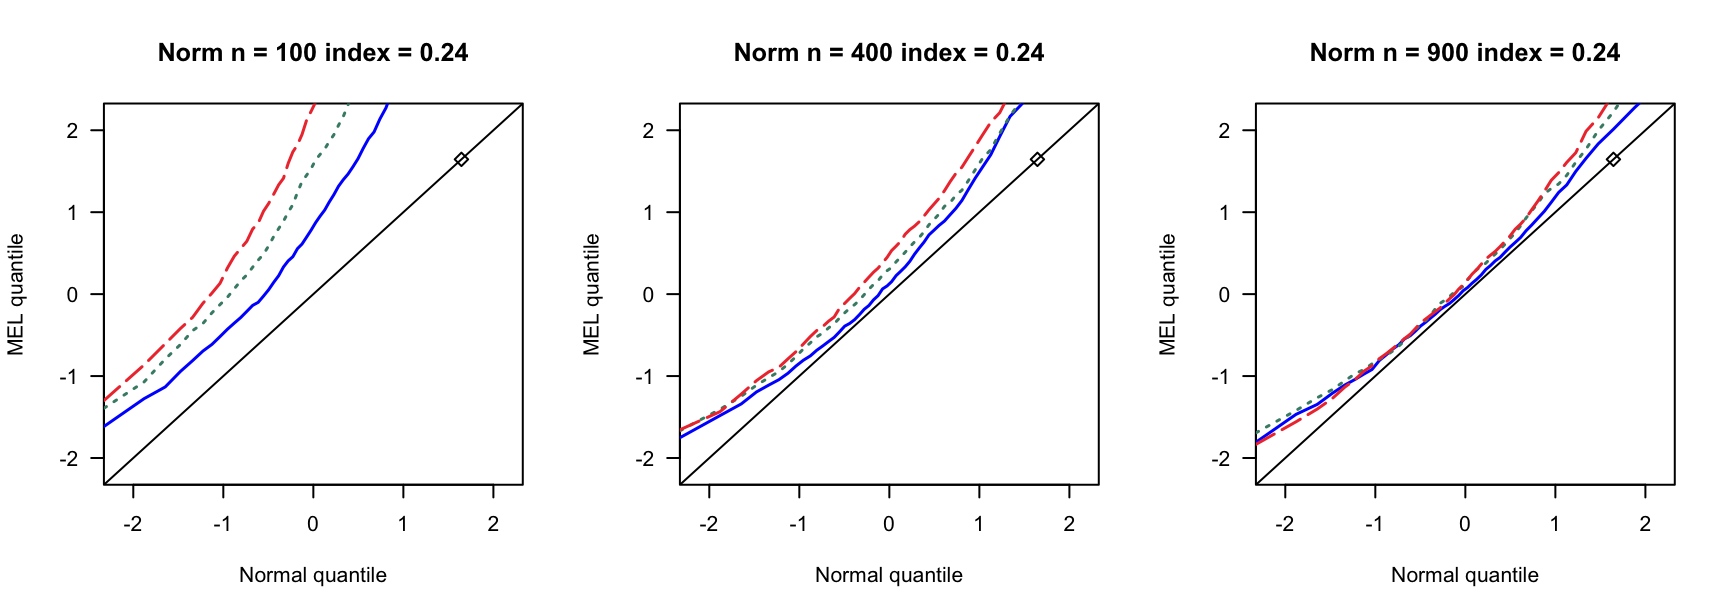 Norm n = 100 index = 0.24
2
1
0
-1
-2
MEL quantile
-2 -1 0 1 2
Normal quantile
Norm n = 400 index = 0.24
2
1
0
-1
-2
MEL quantile
-2 -1 0 1 2
Normal quantile
Norm n = 900 index = 0.24
2
1
0
-1
-2
MEL quantile
-2 -1 0 1 2
Normal quantile